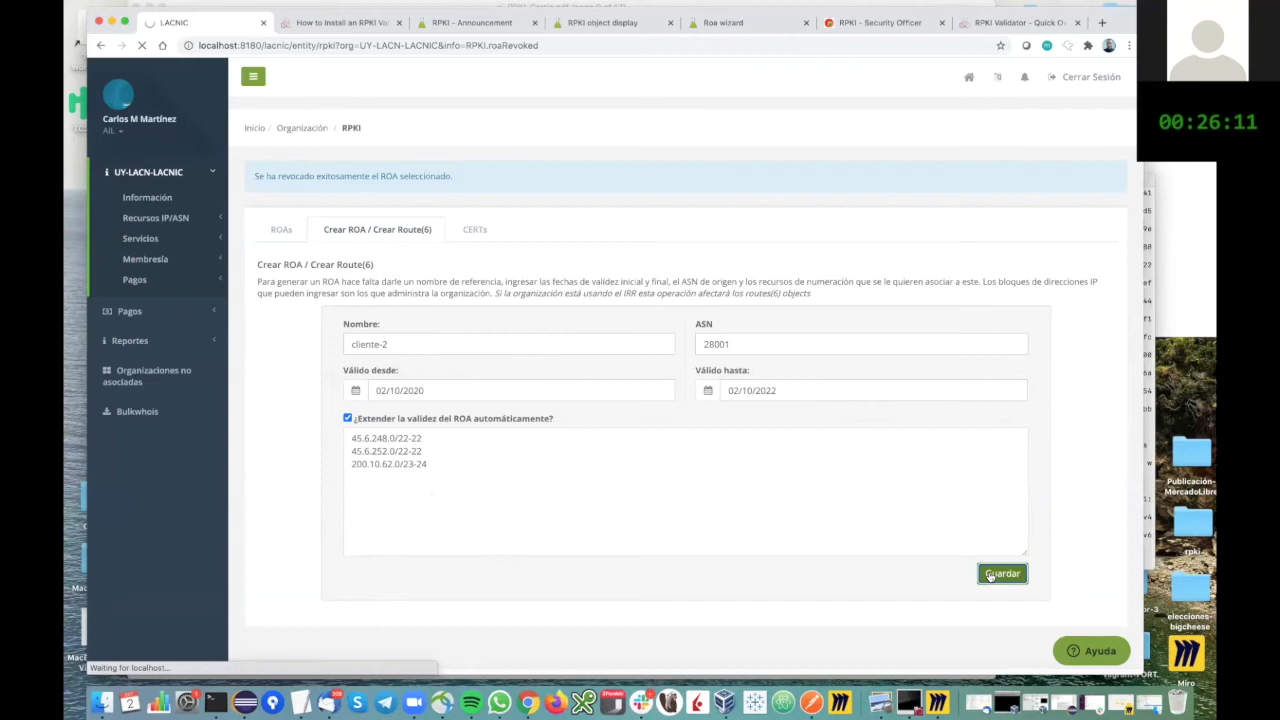 LACNIC
How to Install an RPKI Va
RPKI - Announcement
RPKI object display
Roa wizard
RPKI - Security Officer
RPKI Validator - Quick Ov
localhost:8180/lacnic/entity/rpki?org=UY-LACN-LACNIC&info=RPKI.roaRevoked
00:26:11
Carlos M Martínez
Cerrar Sesión
Inicio / Organización / RPKI
UY-LACN-LACNIC
Información
Recursos IP/ASN
Servicios
Membresía
Pagos
Pagos
Reportes
Organizaciones no
asociadas
Bulkwhois
Se ha revocado exitosamente el ROA seleccionado.
ROAs
Crear ROA / Crear Route(6)
CERTs
Crear ROA / Crear Route(6)
Para generar un ROA hace falta darle un nombre de referencia, ingresar las fechas de validez inicial y final, el ASN de origen y los recursos de numeración que se le quieren asociar a este. Los bloques de direcciones IP
que pueden ingresarse son los que administra la organización. Si la organización está usando el IRR esta operación afectará los route(6) objects
Nombre:
ASN
cliente-2
28001
Válido desde:
Válido hasta:
02/10/2020
02/10/2022
¿Extender la validez del ROA automáticamente?
45.6.248.0/22-22
45.6.252.0/22-22
200.10.62.0/23-24
Guardar
Ayuda
Waiting for localhost...
Publicación-
MercadoLibre
rpki
elecciones-
bigcheese
Miro